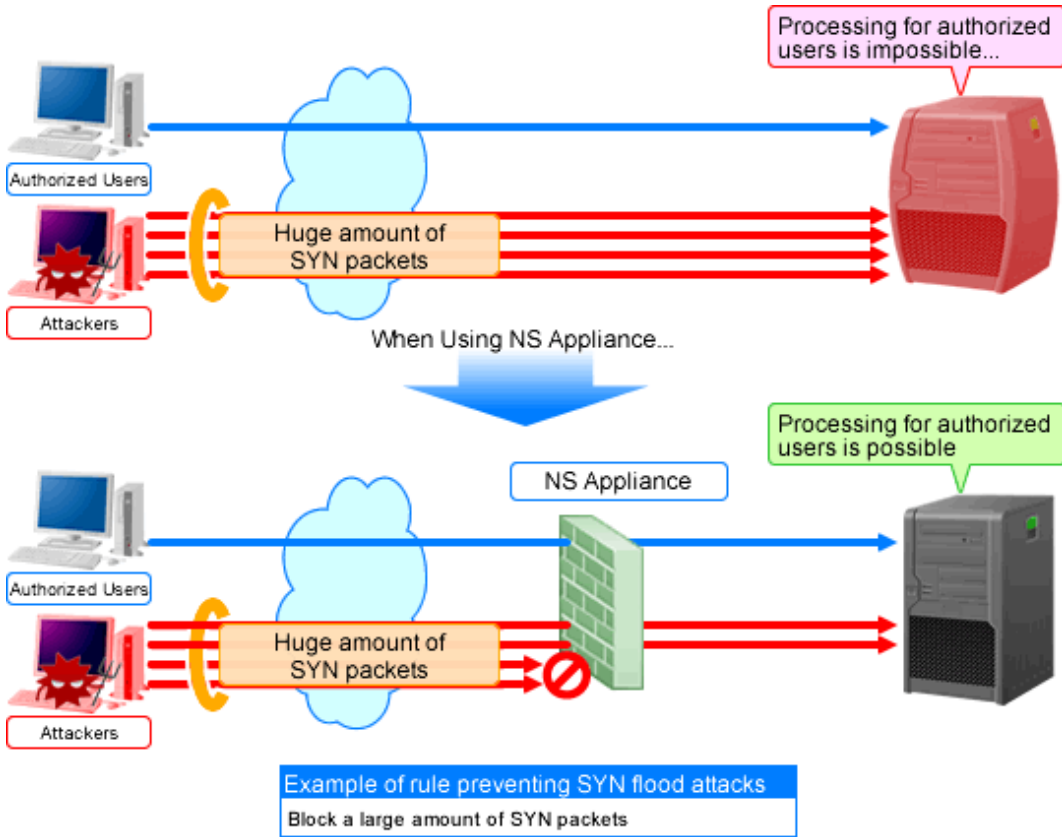 Processing for authorized
users is impossible...
Authorized Users
Huge amount of
SYN packets
Attackers
When Using NS Appliance...
Processing for authorized
users is possible
NS Appliance
Authorized Users
Huge amount of
SYN packets
Attackers
Example of rule preventing SYN flood attacks
Block a large amount of SYN packets